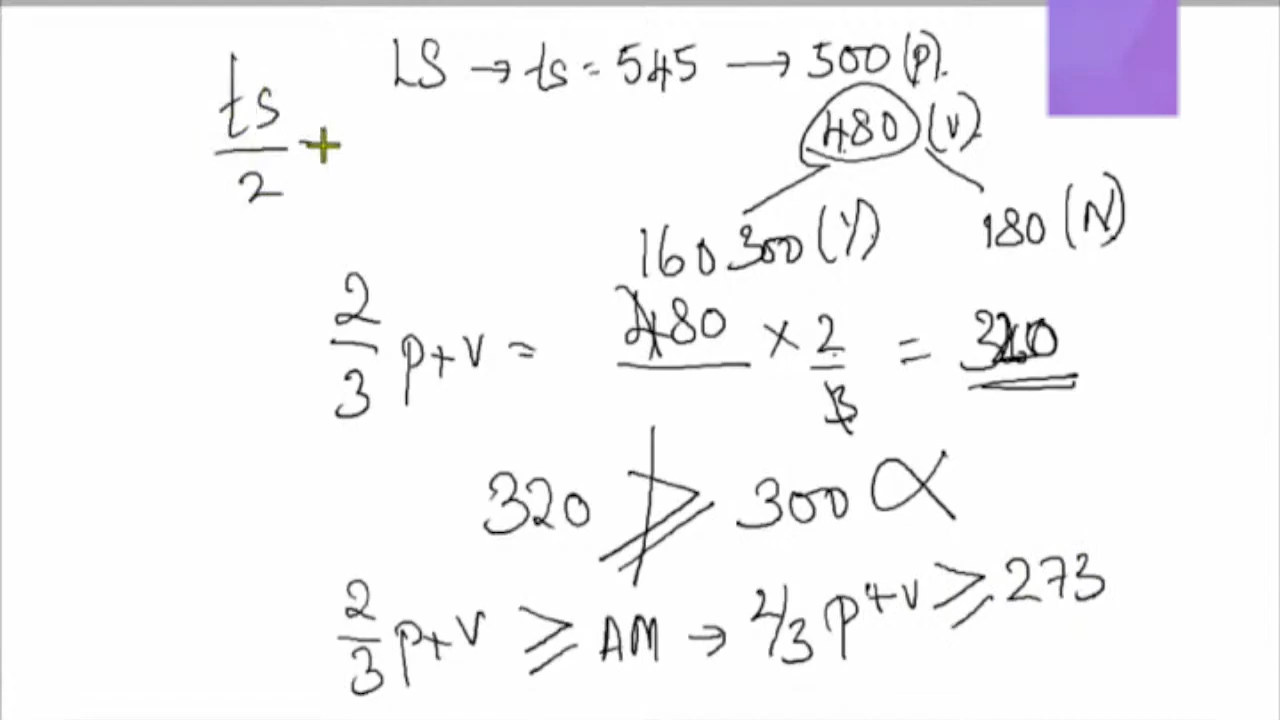 LS → ts = 545 → 500 (P)
ts/2 +
480 (V)
300 (Y) 180 (N)
160
2/3 P+V = 480 × 2/3 = 320
320 ≯ 300 ✗
2/3 P+V ≥ AM → 2/3 P+V ≥ 273